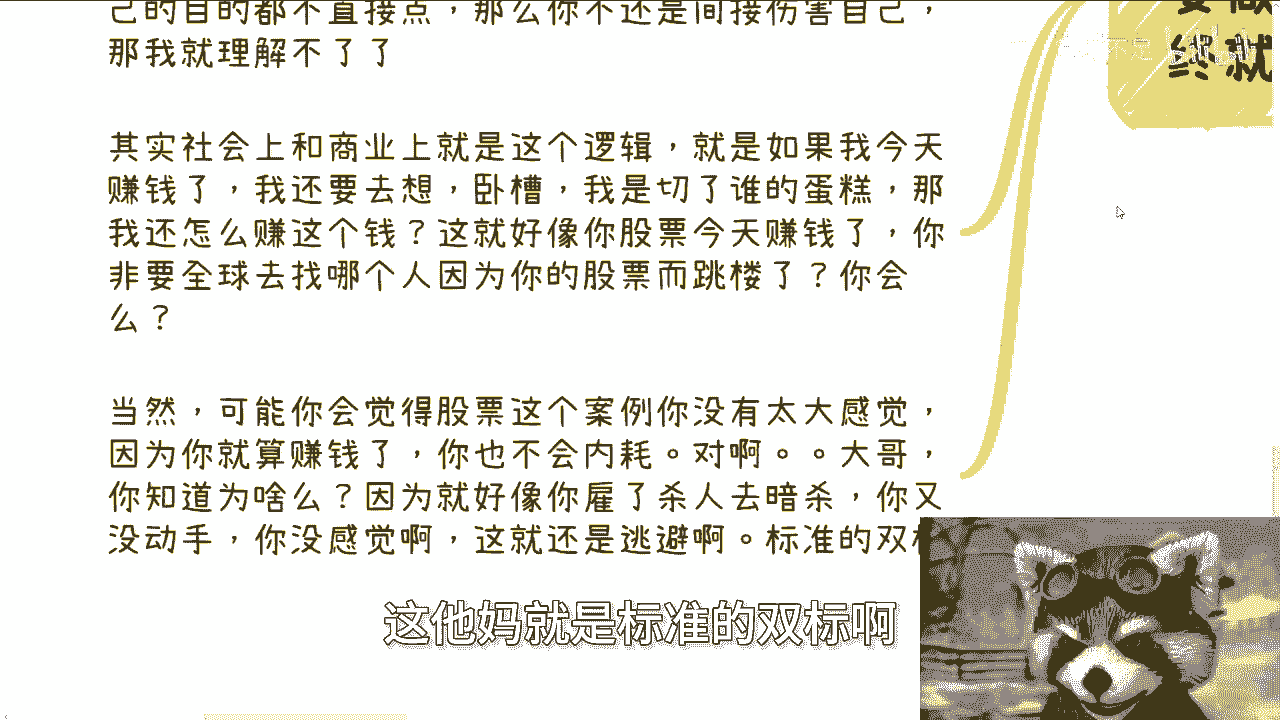 己的目的都不直接点，那么你不还是间接伤害自己，
那我就理解不了了
其实社会上和商业上就是这个逻辑，就是如果我今天
赚钱了，我还要去想，卧槽，我是切了谁的蛋糕，那
我还怎么赚这个钱？这就好像你股票今天赚钱了，你
非要全球去找哪个人因为你的股票而跳楼了？你会
么？
当然，可能你会觉得股票这个案例你没有太大感觉，
因为你就算赚钱了，你也不会内耗。对啊。。大哥，
你知道为啥么？因为就好像你雇了杀人去暗杀，你又
没动手，你没感觉啊，这就还是逃避啊。标准的双标
这他妈就是标准的双标啊
终就